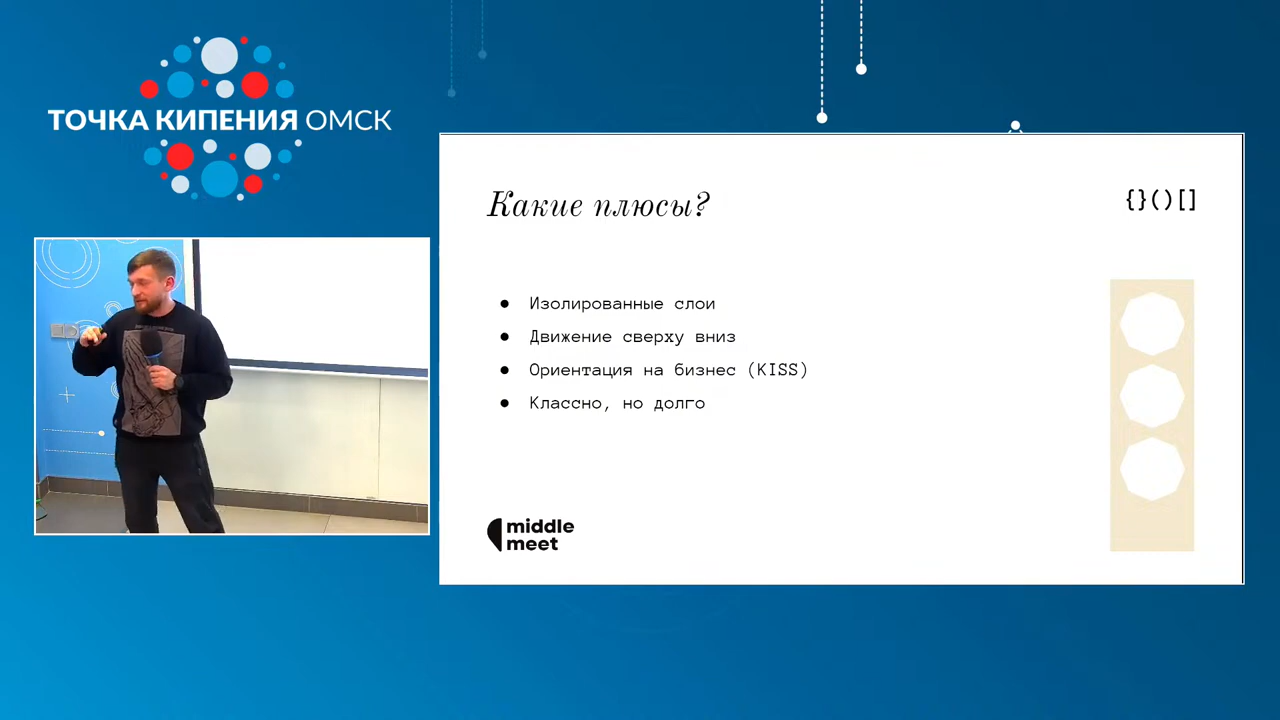 ТОЧКА КИПЕНИЯ ОМСК
Какие плюсы?
{}()[]
● Изолированные слои
● Движение сверху вниз
● Ориентация на бизнес (KISS)
● Классно, но долго
middle
meet